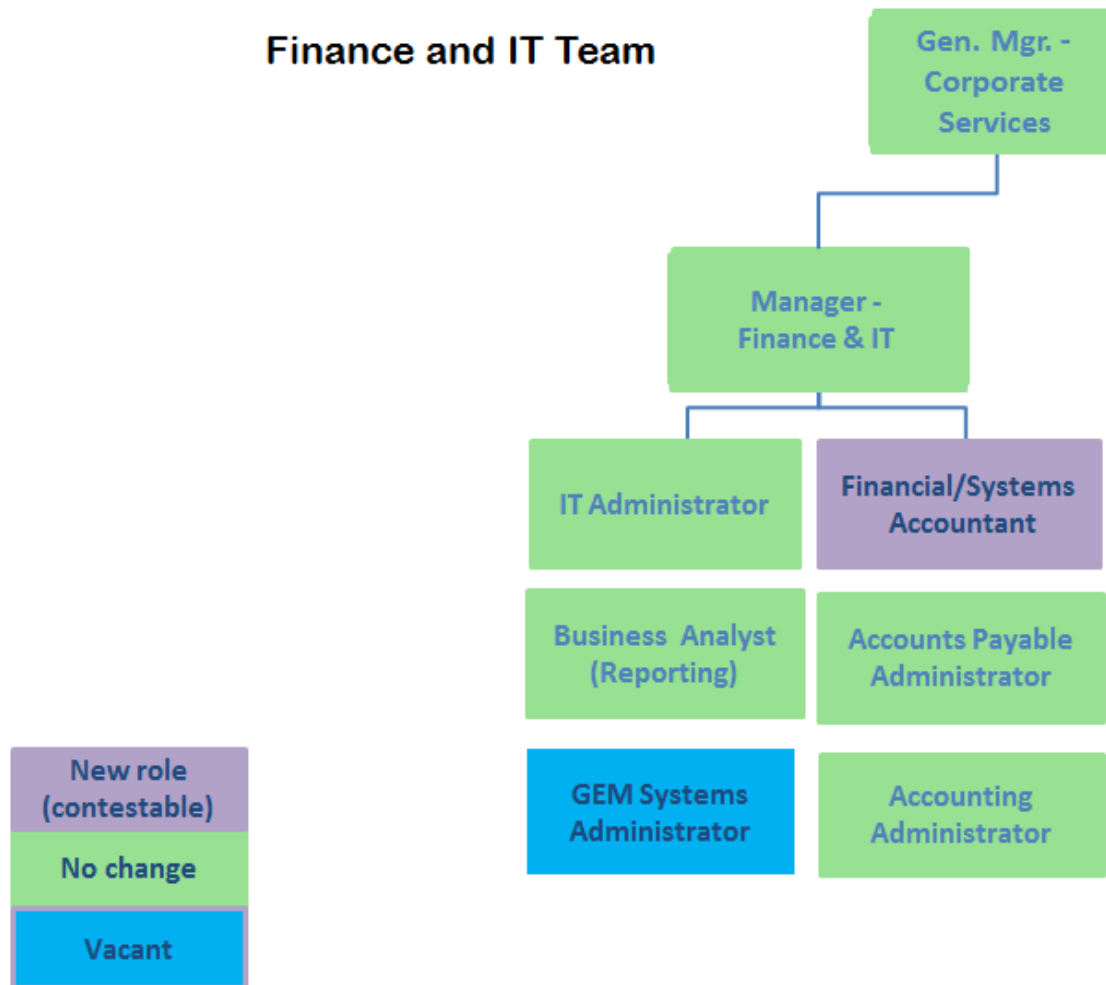 Finance and IT Team
Gen. Mgr. -
Corporate
Services
Manager -
Finance & IT
IT Administrator
Financial/Systems
Accountant
Business Analyst
(Reporting)
Accounts Payable
Administrator
GEM Systems
Administrator
Accounting
Administrator
New role
(contestable)
No change
Vacant